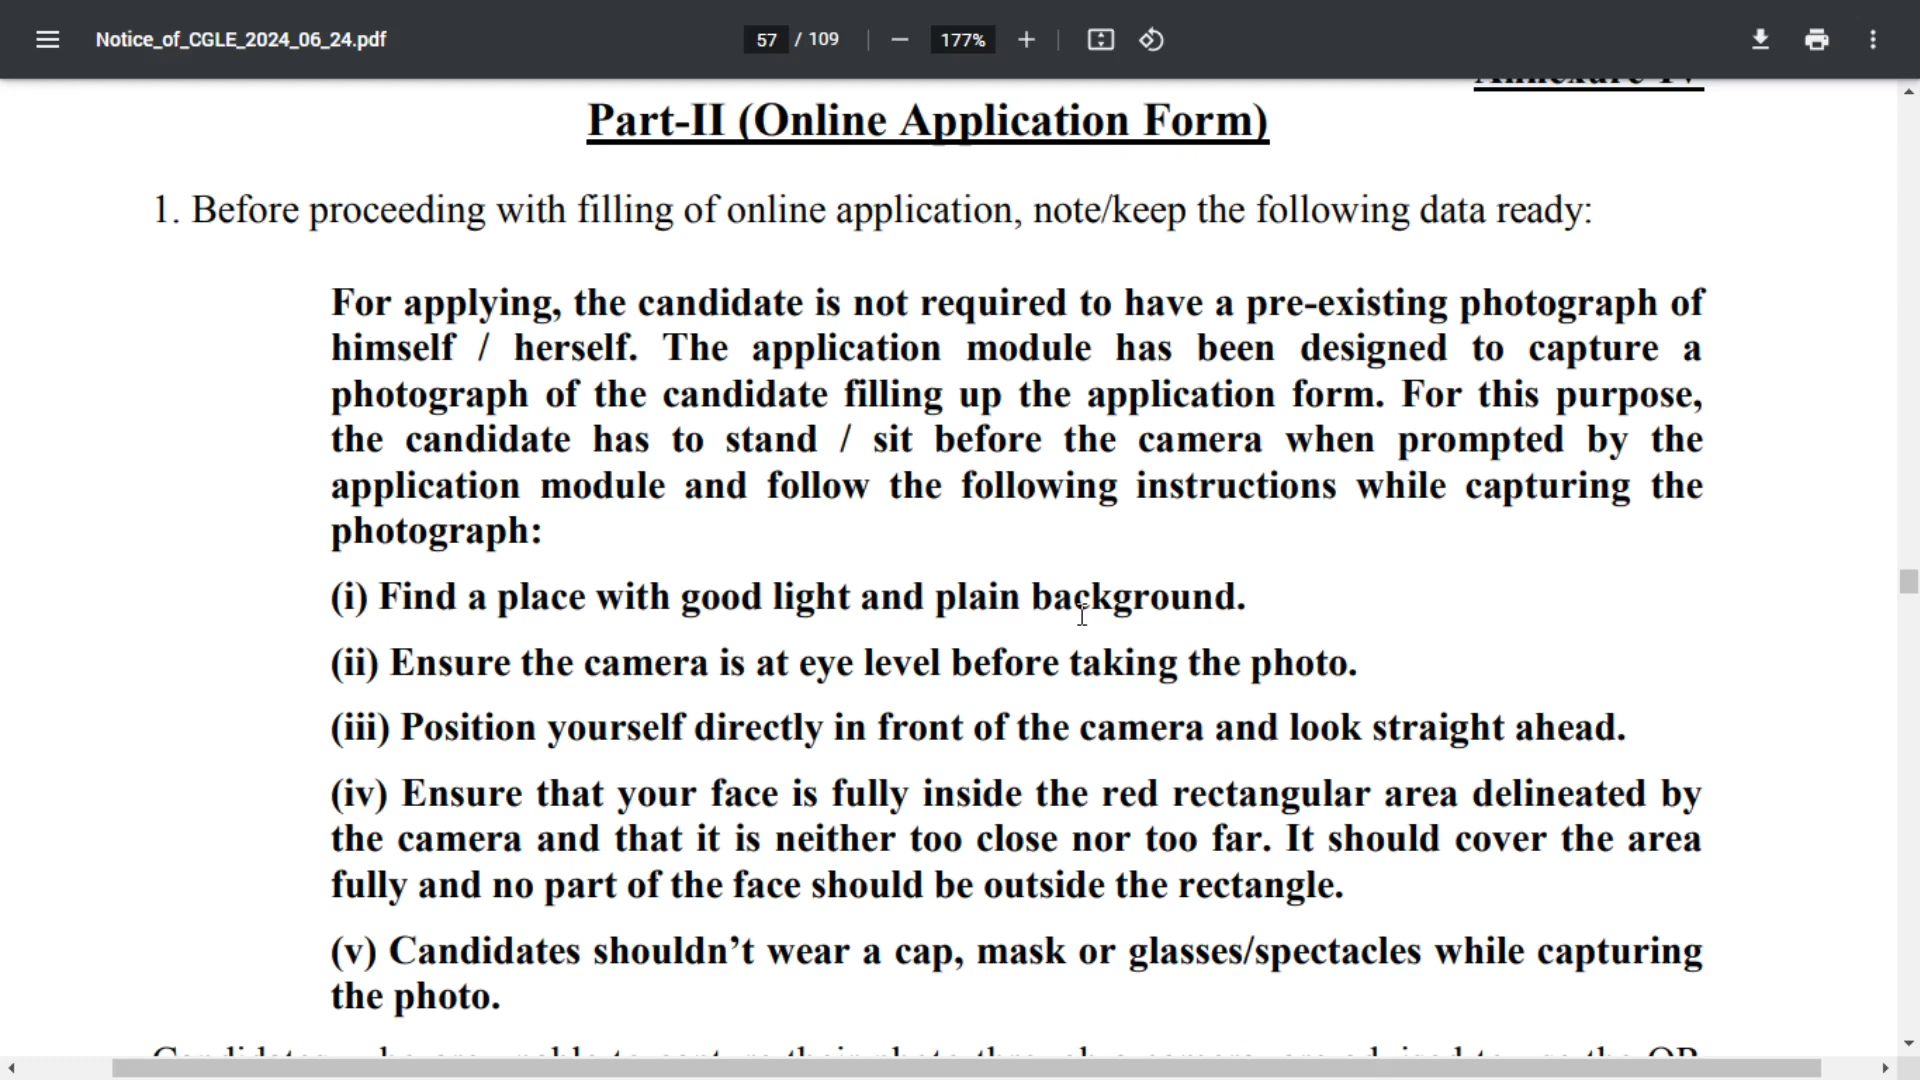 Notice_of_CGLE_2024_06_24.pdf
57 / 109
177%
Part-II (Online Application Form)
1. Before proceeding with filling of online application, note/keep the following data ready:
For applying, the candidate is not required to have a pre-existing photograph of
himself / herself. The application module has been designed to capture a
photograph of the candidate filling up the application form. For this purpose,
the candidate has to stand / sit before the camera when prompted by the
application module and follow the following instructions while capturing the
photograph:
(i) Find a place with good light and plain background.
(ii) Ensure the camera is at eye level before taking the photo.
(iii) Position yourself directly in front of the camera and look straight ahead.
(iv) Ensure that your face is fully inside the red rectangular area delineated by
the camera and that it is neither too close nor too far. It should cover the area
fully and no part of the face should be outside the rectangle.
(v) Candidates shouldn’t wear a cap, mask or glasses/spectacles while capturing
the photo.